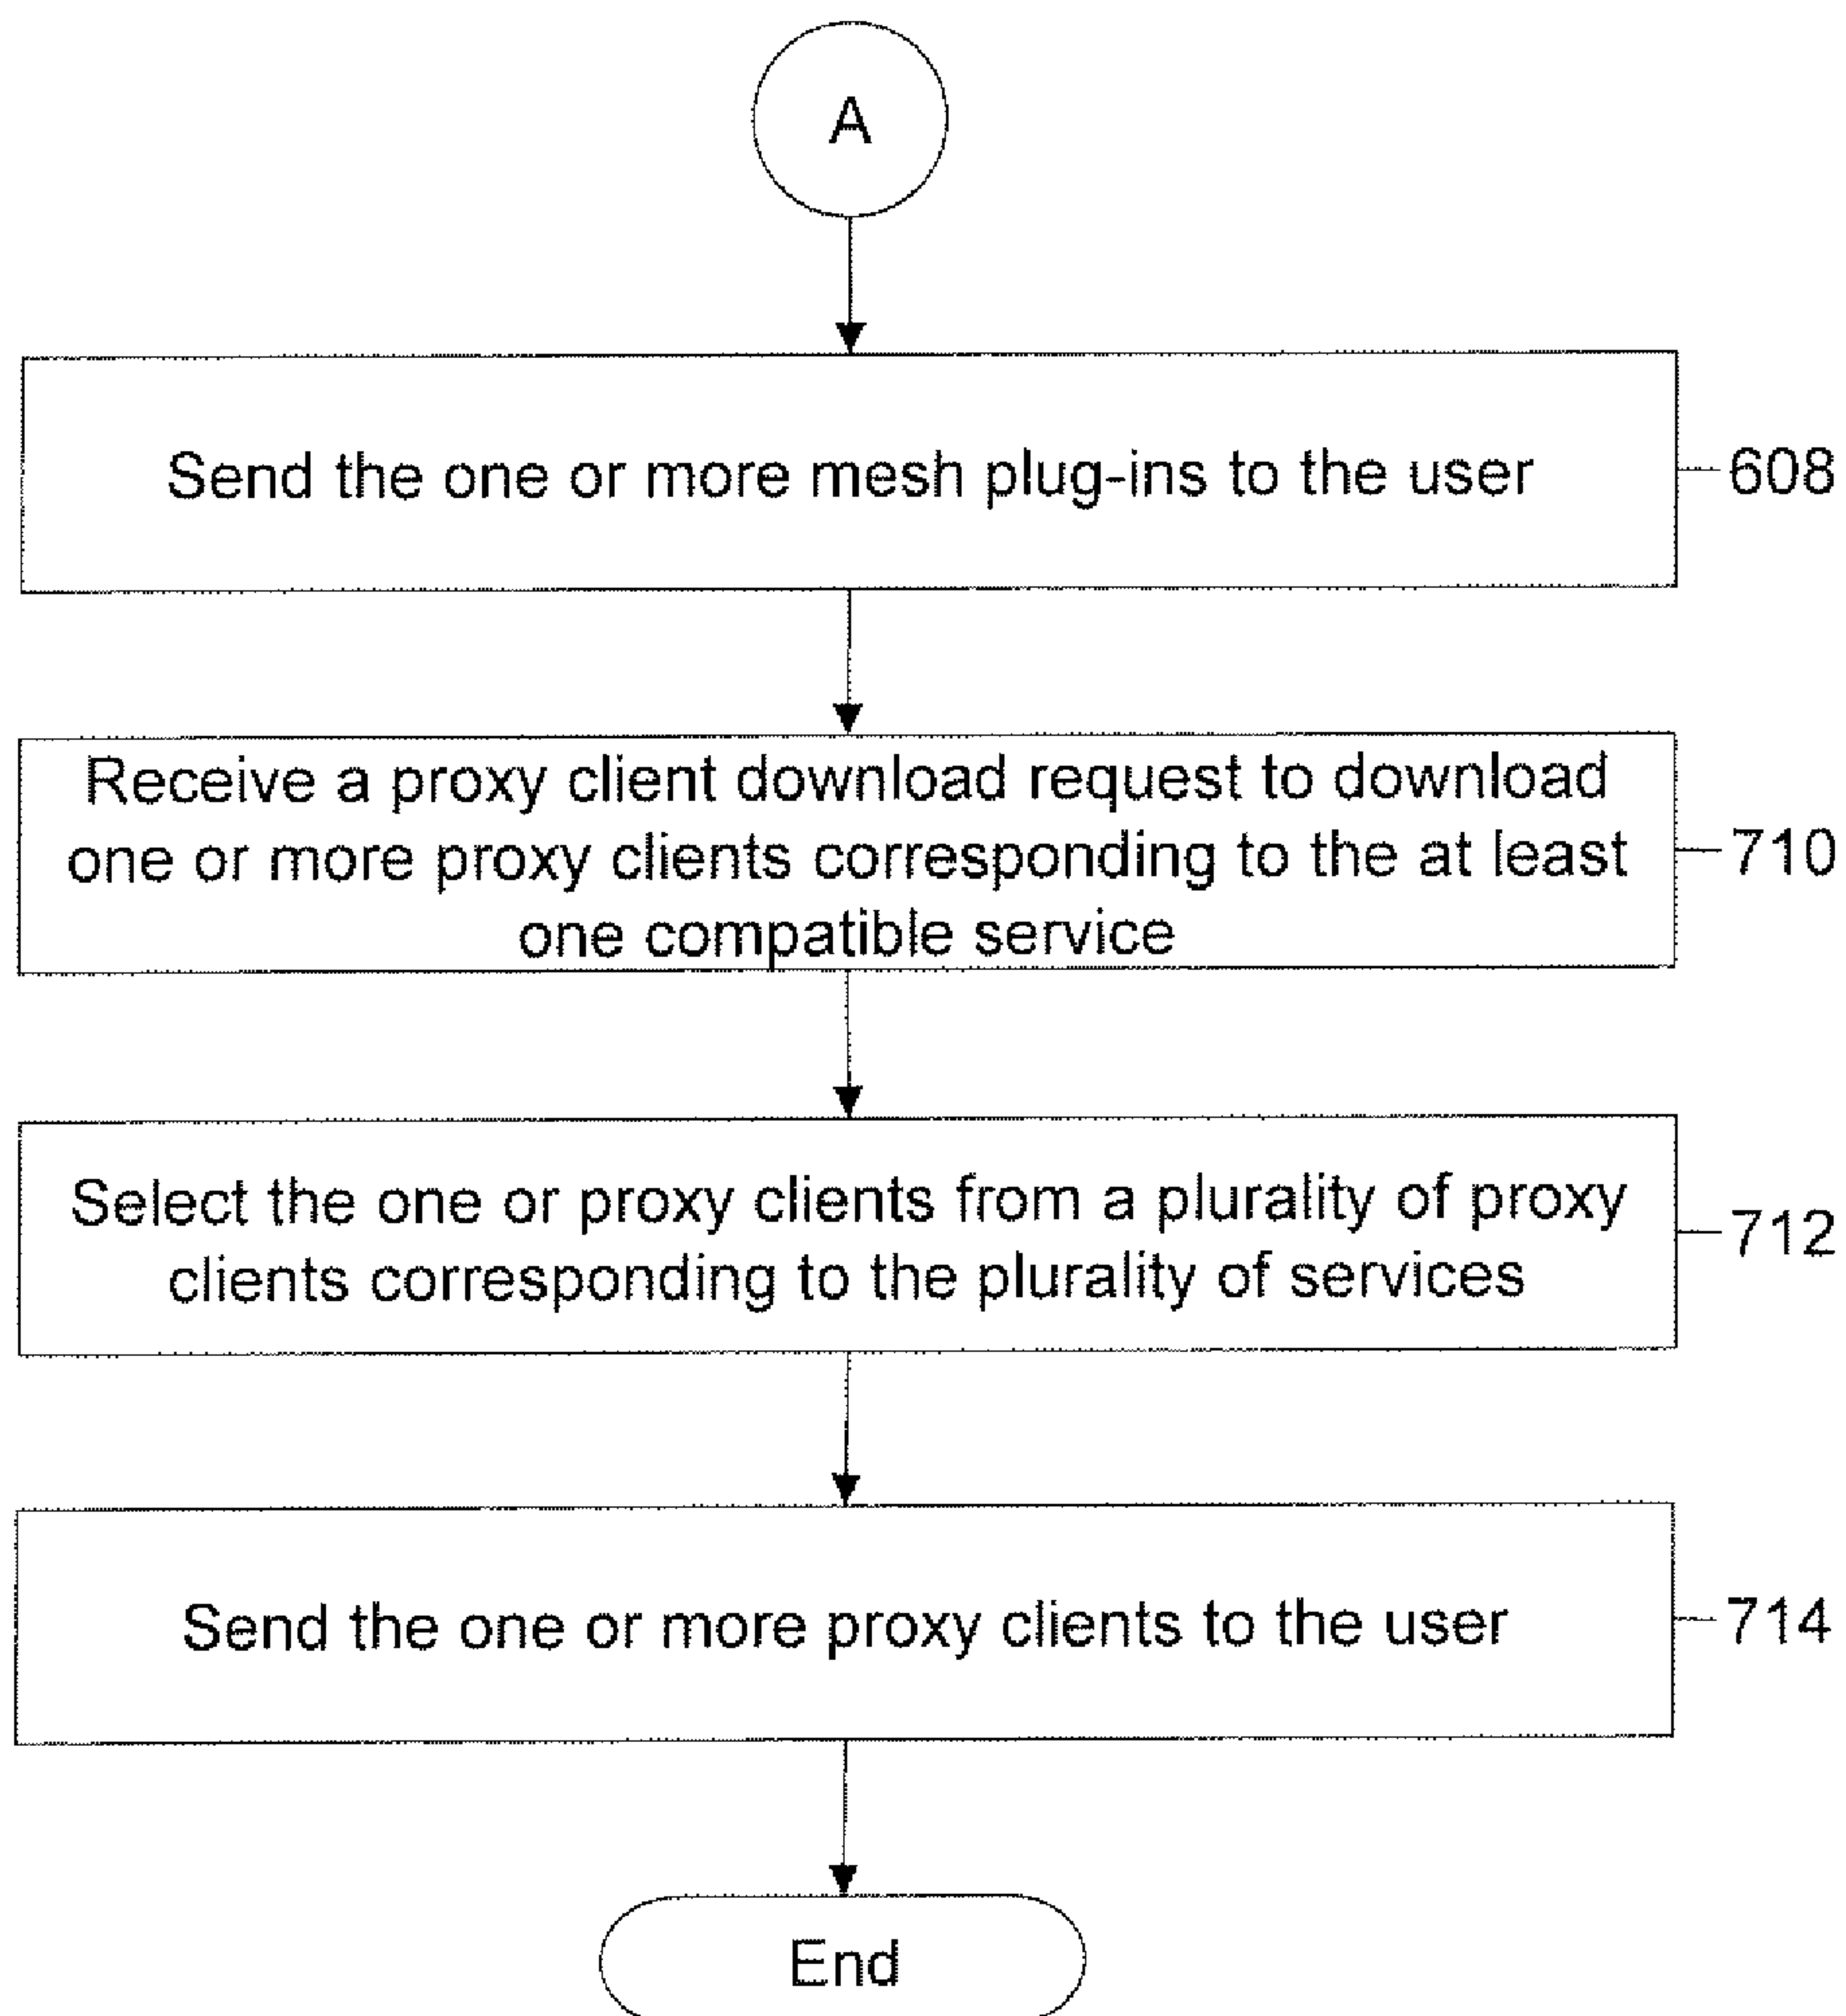 A
Send the one or more mesh plug-ins to the user
608
Receive a proxy client download request to download
one or more proxy clients corresponding to the at least
one compatible service
710
Select the one or proxy clients from a plurality of proxy
clients corresponding to the plurality of services
712
Send the one or more proxy clients to the user
714
End